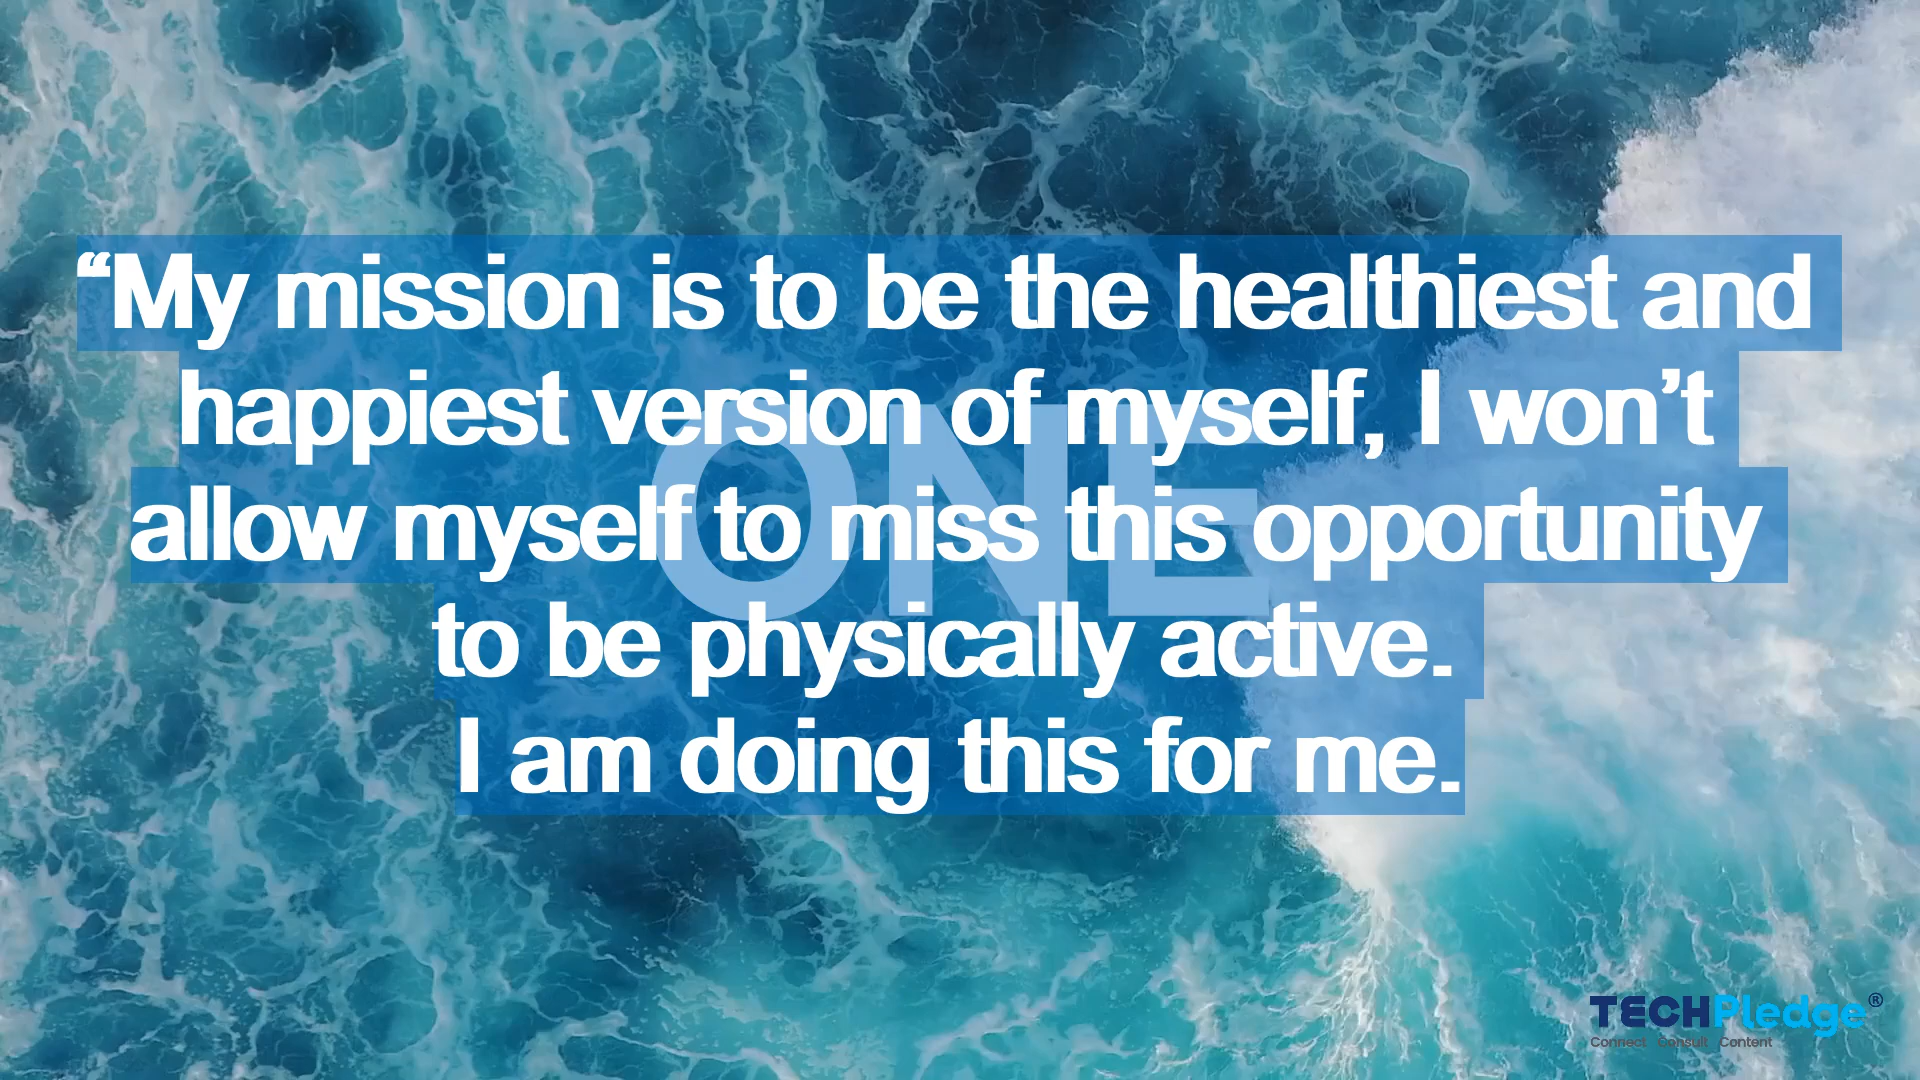 “My mission is to be the healthiest and
happiest version of myself, I won’t
allow myself to miss this opportunity
to be physically active.
I am doing this for me.
ONE
TECHPledge®
Connect Consult Content